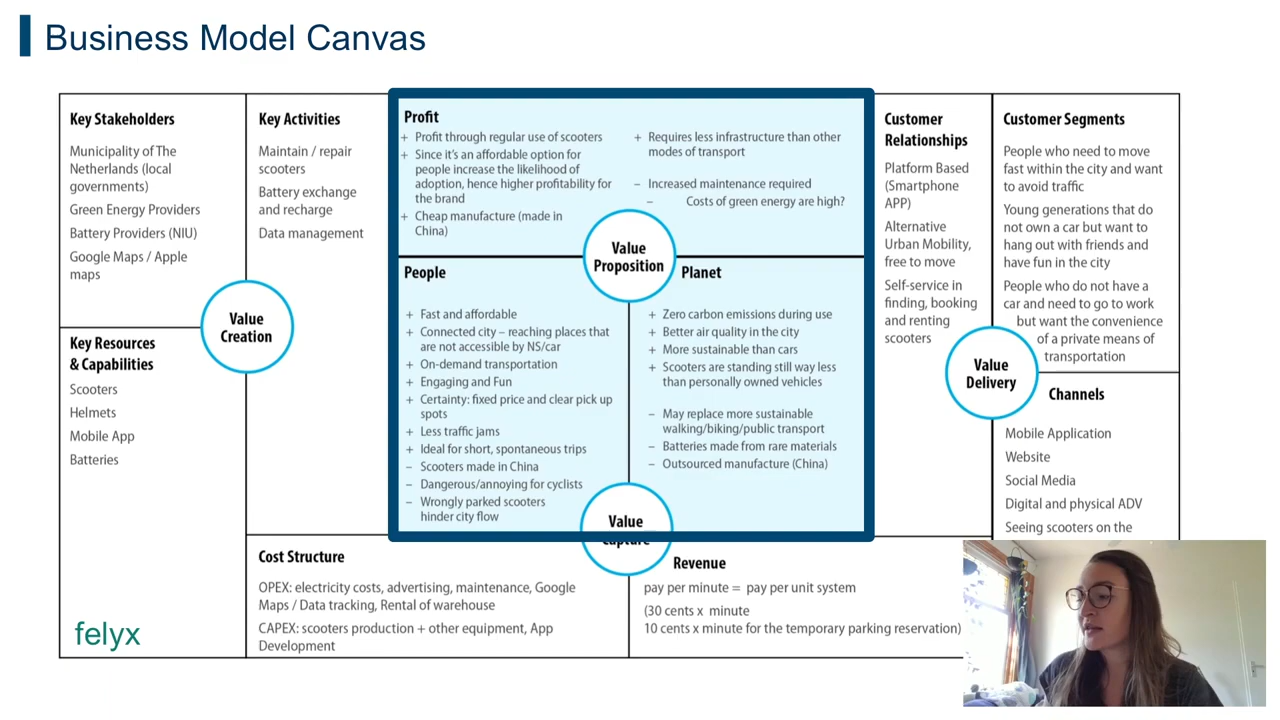 Business Model Canvas
Key Stakeholders
Municipality of The
Netherlands (local
governments)
Green Energy Providers
Battery Providers (NIU)
Google Maps / Apple
maps
Key Activities
Maintain / repair
scooters
Battery exchange
and recharge
Data management
Value
Creation
Key Resources
& Capabilities
Scooters
Helmets
Mobile App
Batteries
Profit
+ Profit through regular use of scooters
+ Since it's an affordable option for
people increase the likelihood of
adoption, hence higher profitability for
the brand
+ Cheap manufacture (made in
China)
+ Requires less infrastructure than other
modes of transport
– Increased maintenance required
– Costs of green energy are high?
Value
Proposition
People
+ Fast and affordable
+ Connected city – reaching places that
are not accessible by NS/car
+ On-demand transportation
+ Engaging and Fun
+ Certainty: fixed price and clear pick up
spots
+ Less traffic jams
+ Ideal for short, spontaneous trips
– Scooters made in China
– Dangerous/annoying for cyclists
– Wrongly parked scooters
hinder city flow
Planet
+ Zero carbon emissions during use
+ Better air quality in the city
+ More sustainable than cars
+ Scooters are standing still way less
than personally owned vehicles
– May replace more sustainable
walking/biking/public transport
– Batteries made from rare materials
– Outsourced manufacture (China)
Value
Capture
Customer
Relationships
Platform Based
(Smartphone
APP)
Alternative
Urban Mobility,
free to move
Self-service in
finding, booking
and renting
scooters
Customer Segments
People who need to move
fast within the city and want
to avoid traffic
Young generations that do
not own a car but want to
hang out with friends and
have fun in the city
People who do not have a
car and need to go to work
but want the convenience
of a private means of
transportation
Value
Delivery
Channels
Mobile Application
Website
Social Media
Digital and physical ADV
Seeing scooters on the
Cost Structure
OPEX: electricity costs, advertising, maintenance, Google
Maps / Data tracking, Rental of warehouse
CAPEX: scooters production + other equipment, App
Development
Revenue
pay per minute = pay per unit system
(30 cents x minute
10 cents x minute for the temporary parking reservation)
felyx